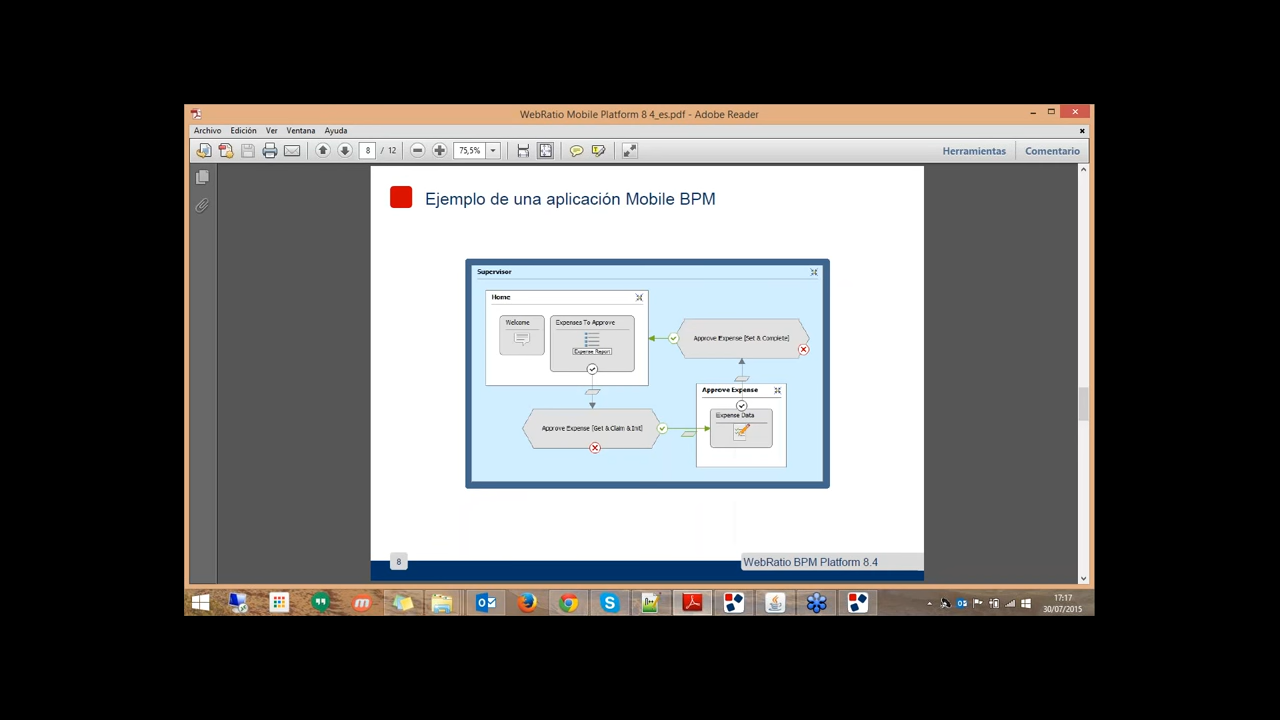 WebRatio Mobile Platform 8 4_es.pdf - Adobe Reader
Archivo Edición Ver Ventana Ayuda
8 / 12 75,5% Herramientas Comentario
Ejemplo de una aplicación Mobile BPM
Supervisor
Home
Welcome
Expenses To Approve
Expense Report
Approve Expense [Set & Complete]
Approve Expense
Expense Data
Approve Expense [Get & Claim & Init]
8
WebRatio BPM Platform 8.4
17:17
30/07/2015